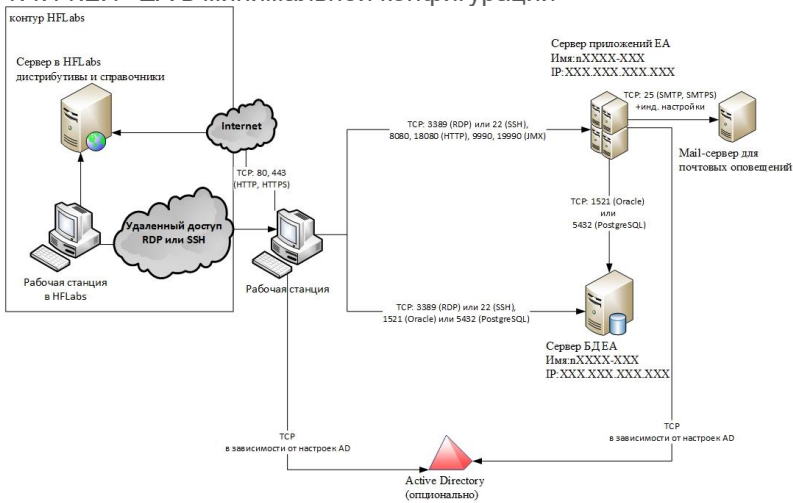 в минимальной конфигурации
контур HFLabs
Сервер в HFLabs
дистрибутивы и справочники
Internet
TCP: 80, 443
(HTTP, HTTPS)
Удаленный доступ
RDP или SSH
Рабочая станция
в HFLabs
Рабочая станция
TCP: 3389 (RDP) или 22 (SSH),
8080, 18080 (HTTP), 9990, 19990 (JMX)
Сервер приложений ЕА
Имя:nXXXX-XXX
IP:XXX.XXX.XXX.XXX
TCP: 25 (SMTP, SMTPS)
+инд. настройки
Mail-сервер для
почтовых оповещений
TCP: 1521 (Oracle)
или
5432 (PostgreSQL)
TCP: 3389 (RDP) или 22 (SSH),
1521 (Oracle) или 5432 (PostgreSQL)
Сервер БД ЕА
Имя:nXXXX-XXX
IP:XXX.XXX.XXX.XXX
TCP
в зависимости от настроек AD
TCP
в зависимости от настроек AD
Active Directory
(опционально)